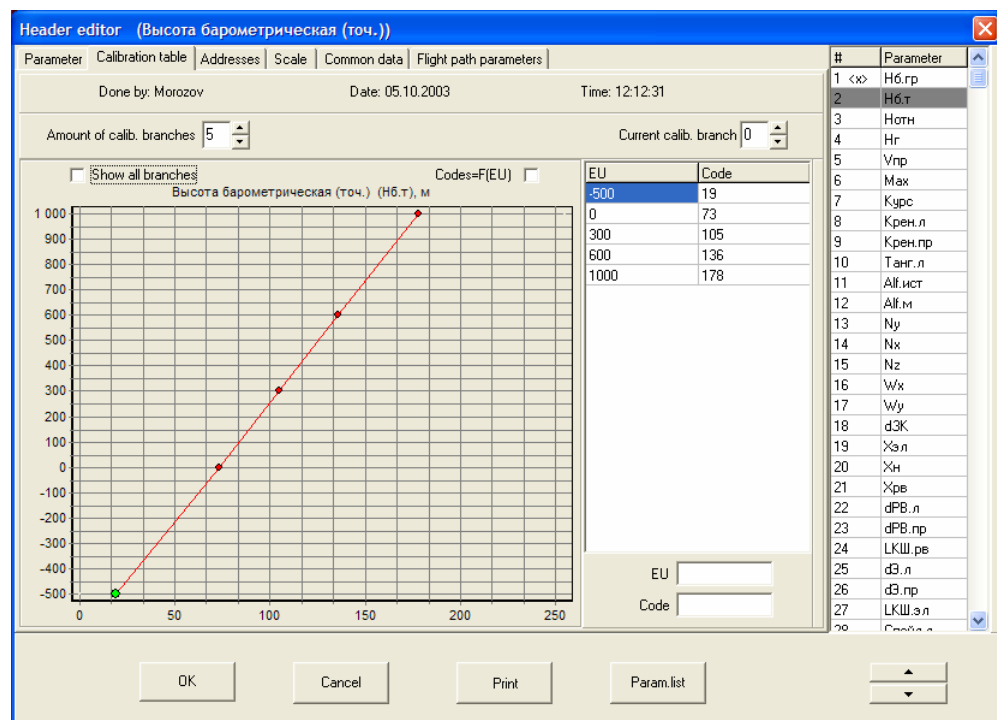 Header editor (Высота барометрическая (точ.))
Parameter Calibration table Addresses Scale Common data Flight path parameters
Done by: Morozov Date: 05.10.2003 Time: 12:12:31
Amount of calib. branches 5 Current calib. branch 0
Show all branches Codes=F(EU)
Высота барометрическая (точ.) (Нб.т), м
1 000
900
800
700
600
500
400
300
200
100
0
-100
-200
-300
-400
-500
0 50 100 150 200 250
EU Code
-500 19
0 73
300 105
600 136
1000 178
EU
Code
# Parameter
1 <x> Нб.гр
2 Нб.т
3 Нотн
4 Нг
5 Vпр
6 Мах
7 Курс
8 Крен.л
9 Крен.пр
10 Танг.л
11 Alf.ист
12 Alf.м
13 Ny
14 Nx
15 Nz
16 Wx
17 Wy
18 dЗК
19 Хэл
20 Хн
21 Хрв
22 dРВ.л
23 dРВ.пр
24 LКШ.рв
25 dЭ.л
26 dЭ.пр
27 LКШ.эл
OK Cancel Print Param.list